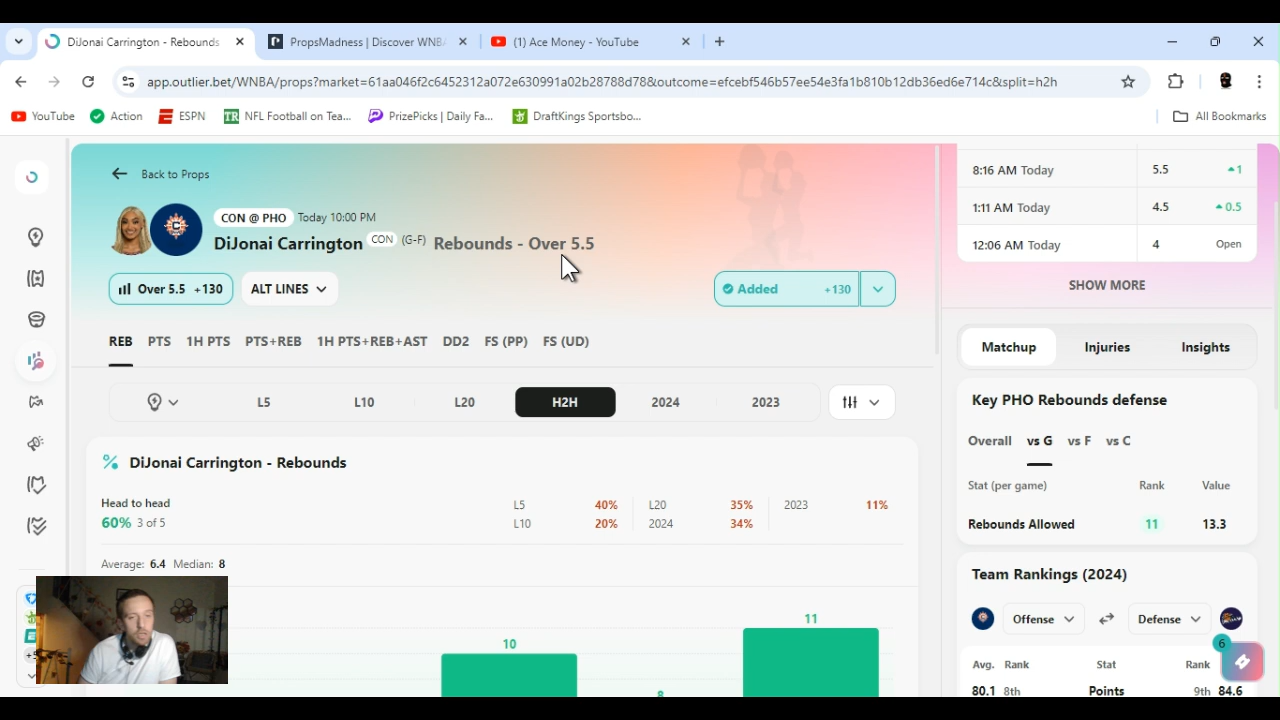 DiJonai Carrington - Rebounds
PropsMadness | Discover WNBA
(1) Ace Money - YouTube
app.outlier.bet/WNBA/props?market=61aa046f2c6452312a072e630991a02b28788d78&outcome=efcebf546b57ee54e3fa1b810b12db36ed6e714c&split=h2h
YouTube
Action
ESPN
NFL Football on Tea...
PrizePicks | Daily Fa...
DraftKings Sportsbo...
All Bookmarks
Back to Props
CON @ PHO Today 10:00 PM
DiJonai Carrington CON (G-F) Rebounds - Over 5.5
Over 5.5 +130
ALT LINES
Added +130
REB PTS 1H PTS PTS+REB 1H PTS+REB+AST DD2 FS (PP) FS (UD)
L5 L10 L20 H2H 2024 2023
DiJonai Carrington - Rebounds
Head to head
60% 3 of 5
L5 40% L20 35% 2023 11%
L10 20% 2024 34%
Average: 6.4 Median: 8
10
8
11
8:16 AM Today 5.5 1
1:11 AM Today 4.5 0.5
12:06 AM Today 4 Open
SHOW MORE
Matchup Injuries Insights
Key PHO Rebounds defense
Overall vs G vs F vs C
Stat (per game) Rank Value
Rebounds Allowed 11 13.3
Team Rankings (2024)
Offense Defense
6
Avg. Rank Stat Rank
80.1 8th Points 9th 84.6